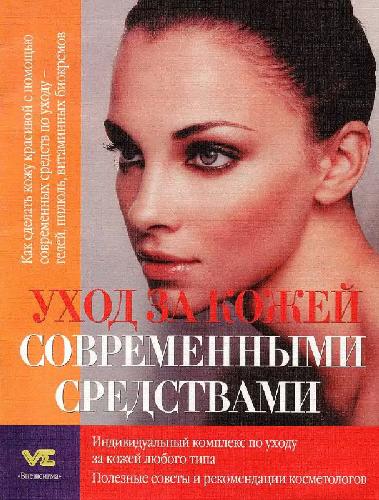 Как сделать кожу красивой с помощью
современных средств по уходу –
гелей, пилюль, витаминных биокремов
УХОД ЗА КОЖЕЙ
СОВРЕМЕННЫМИ
СРЕДСТВАМИ
Индивидуальный комплекс по уходу
за кожей любого типа
Полезные советы и рекомендации косметологов